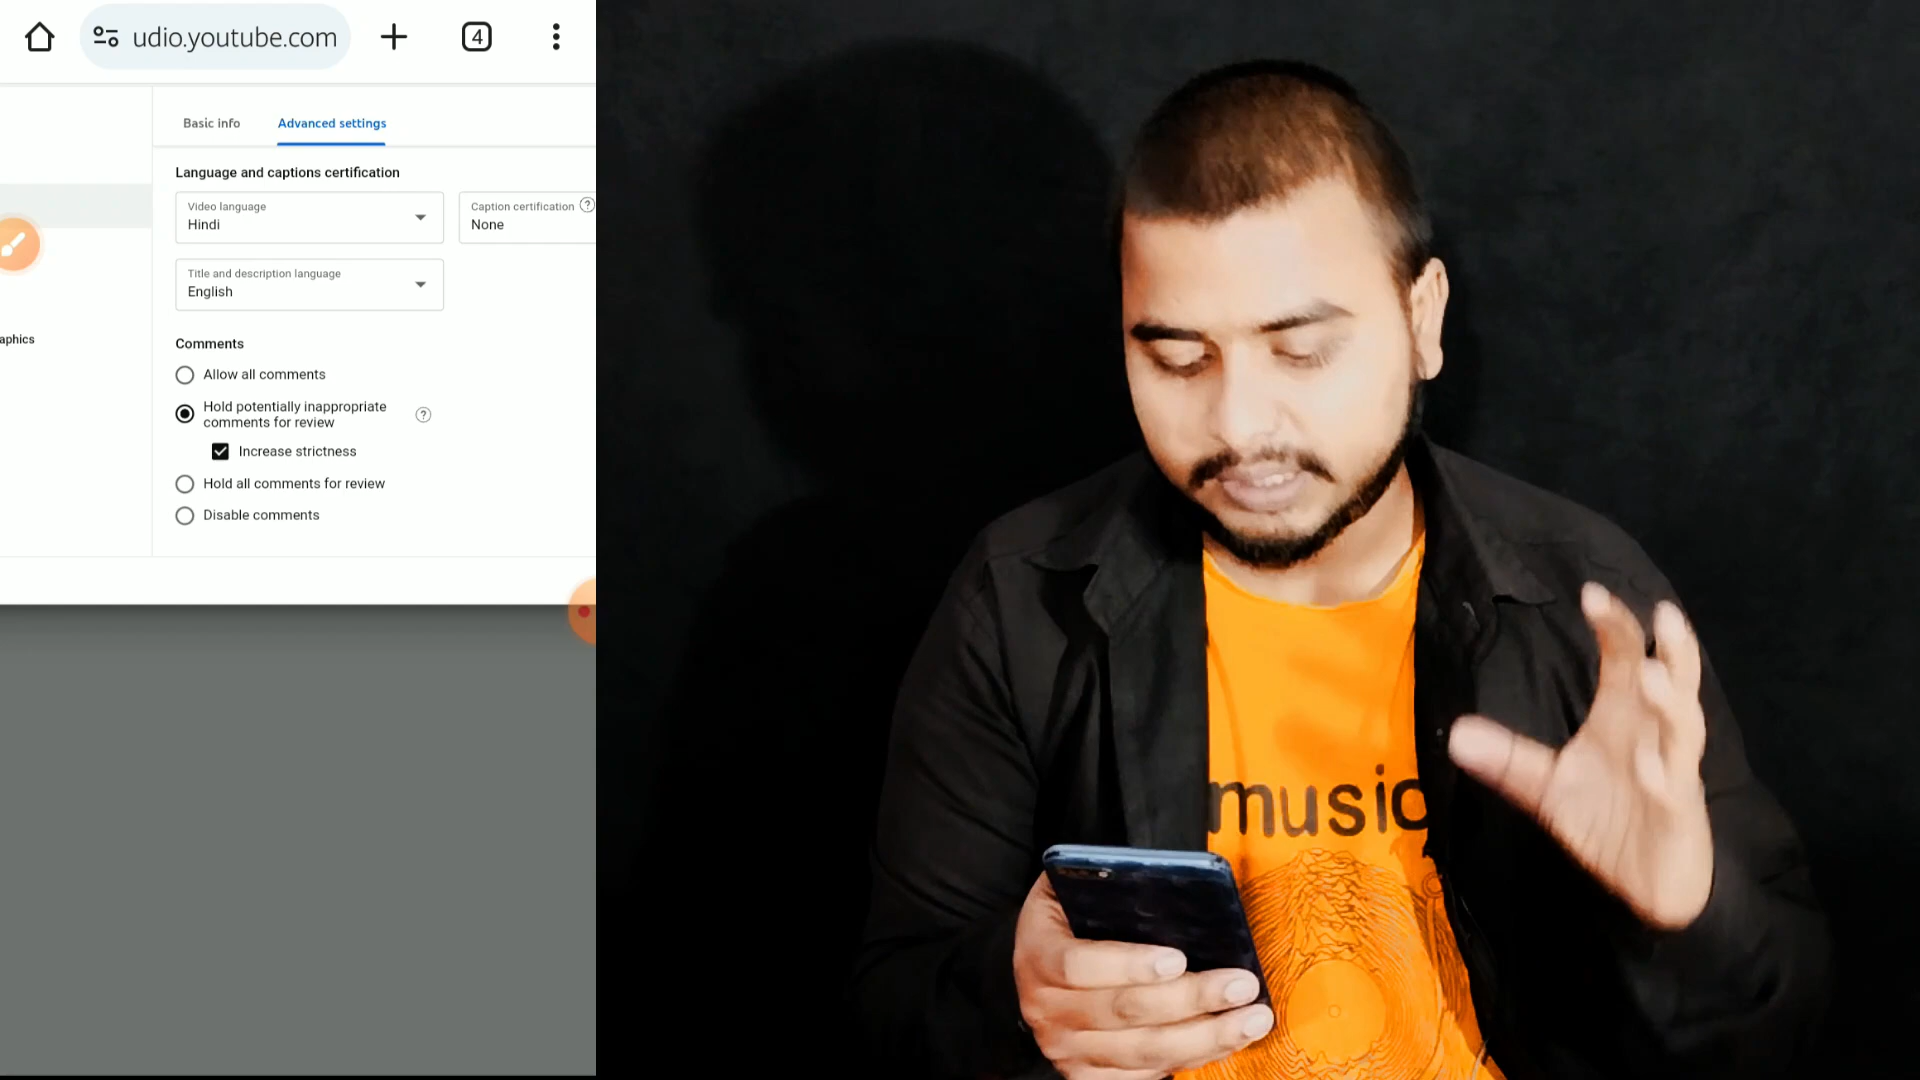 udio.youtube.com
4
Basic info
Advanced settings
Language and captions certification
Video language
Hindi
Caption certification
?
None
Title and description language
English
aphics
Comments
Allow all comments
Hold potentially inappropriate
comments for review
?
Increase strictness
Hold all comments for review
Disable comments
music